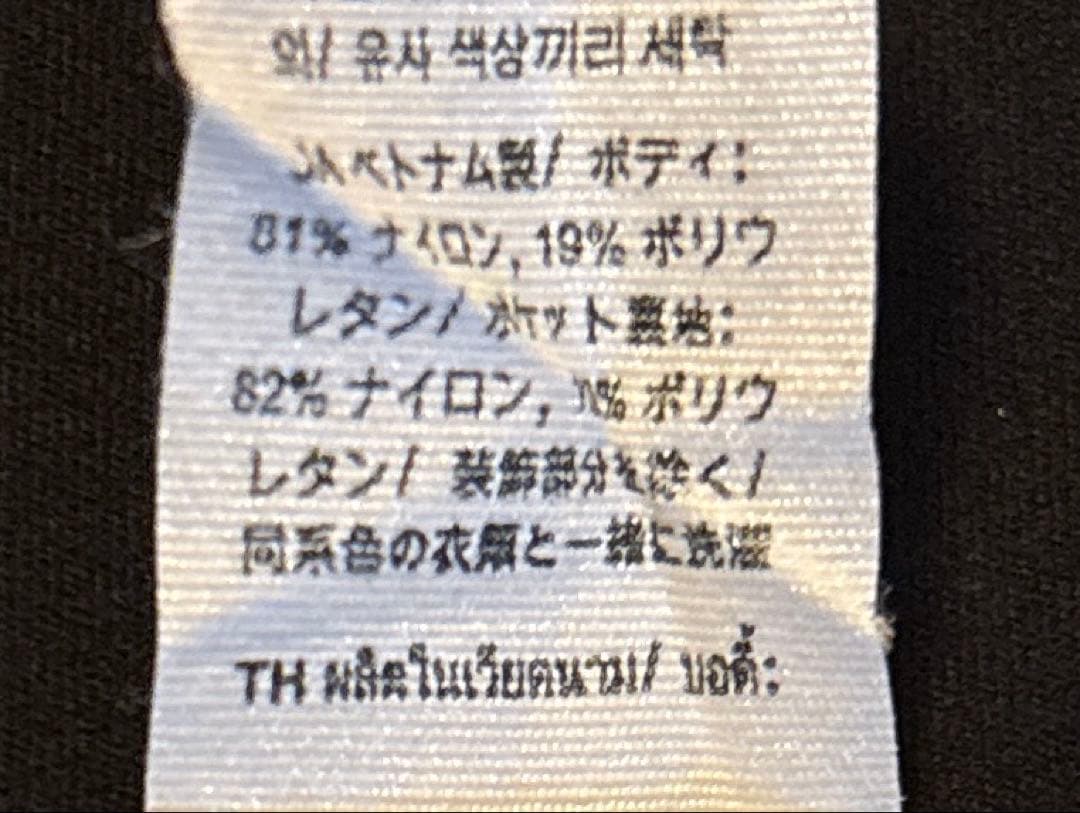 외/ 유사 색상끼리 세탁
ベトナム製/ ボディ:
81% ナイロン, 19% ポリウ
レタン/ ポケット裏地:
82% ナイロン, ポリウ
レタン/ 装飾部分を除く/
同系色の衣類と一緒に洗濯
TH ผลิตในเวียดนาม/ บอดี้: